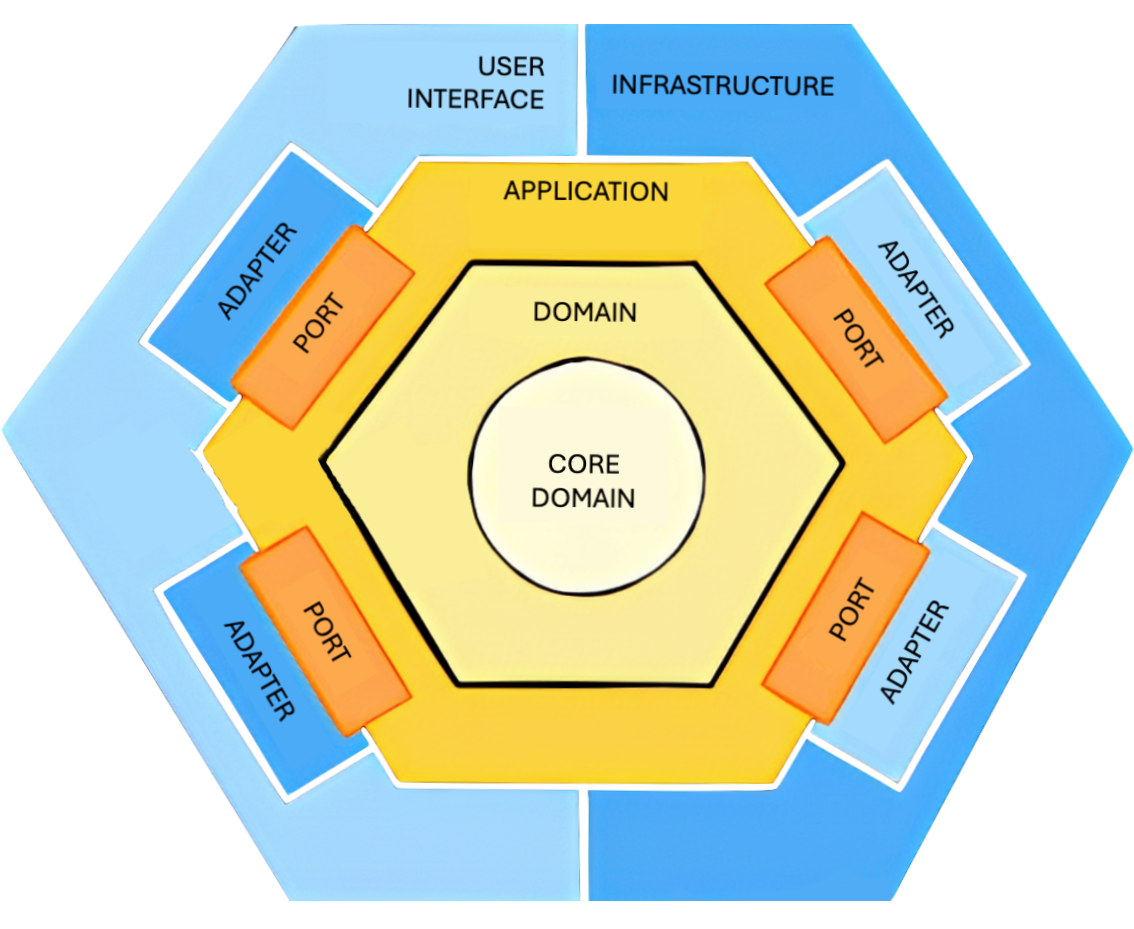 USER
INTERFACE
INFRASTRUCTURE
APPLICATION
ADAPTER
PORT
ADAPTER
PORT
DOMAIN
CORE
DOMAIN
PORT
ADAPTER
PORT
ADAPTER